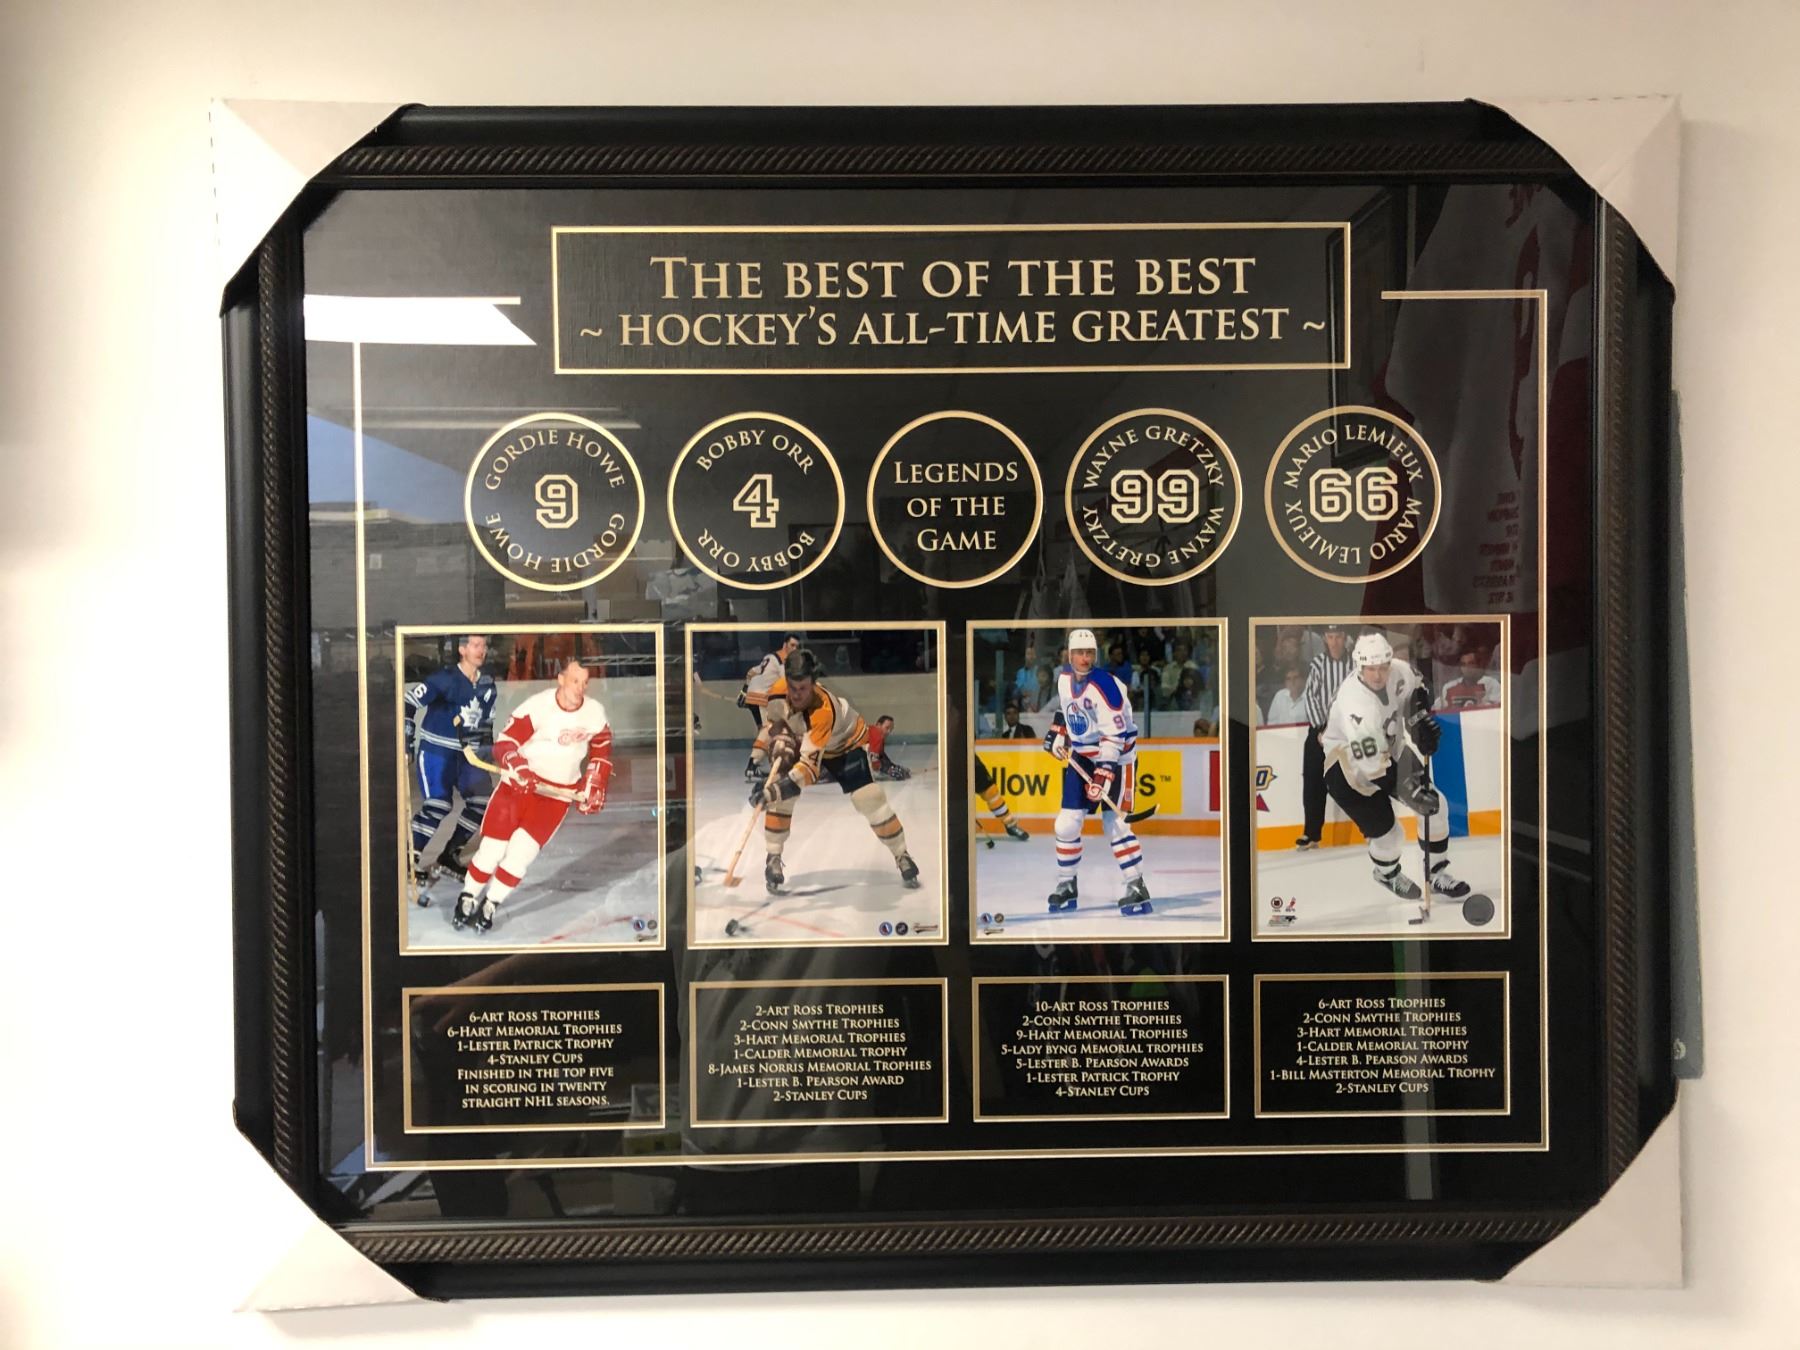 THE BEST OF THE BEST
~ HOCKEY'S ALL-TIME GREATEST ~
GORDIE HOWE
9
GORDIE HOWE
BOBBY ORR
4
BOBBY ORR
LEGENDS
OF THE
GAME
WAYNE GRETZKY
99
WAYNE GRETZKY
MARIO LEMIEUX
66
MARIO LEMIEUX
A
4
C
9
llow
s™
C
66
6-ART ROSS TROPHIES
6-HART MEMORIAL TROPHIES
1-LESTER PATRICK TROPHY
4-STANLEY CUPS
FINISHED IN THE TOP FIVE
IN SCORING IN TWENTY
STRAIGHT NHL SEASONS.
2-ART ROSS TROPHIES
2-CONN SMYTHE TROPHIES
3-HART MEMORIAL TROPHIES
1-CALDER MEMORIAL TROPHY
8-JAMES NORRIS MEMORIAL TROPHIES
1-LESTER B. PEARSON AWARD
2-STANLEY CUPS
10-ART ROSS TROPHIES
2-CONN SMYTHE TROPHIES
9-HART MEMORIAL TROPHIES
5-LADY BYNG MEMORIAL TROPHIES
5-LESTER B. PEARSON AWARDS
1-LESTER PATRICK TROPHY
4-STANLEY CUPS
6-ART ROSS TROPHIES
2-CONN SMYTHE TROPHIES
3-HART MEMORIAL TROPHIES
1-CALDER MEMORIAL TROPHY
4-LESTER B. PEARSON AWARDS
1-BILL MASTERTON MEMORIAL TROPHY
2-STANLEY CUPS